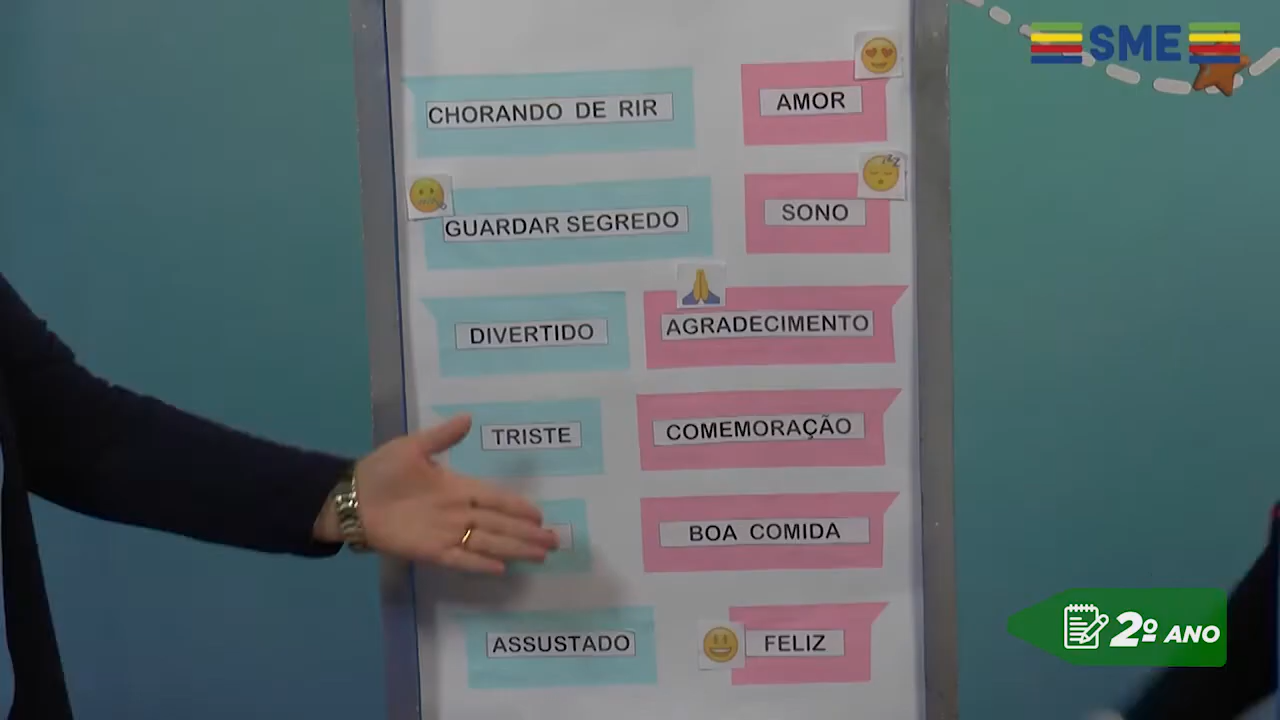 SME
CHORANDO DE RIR
AMOR
GUARDAR SEGREDO
SONO
DIVERTIDO
AGRADECIMENTO
TRISTE
COMEMORAÇÃO
BOA COMIDA
ASSUSTADO
FELIZ
2º ANO